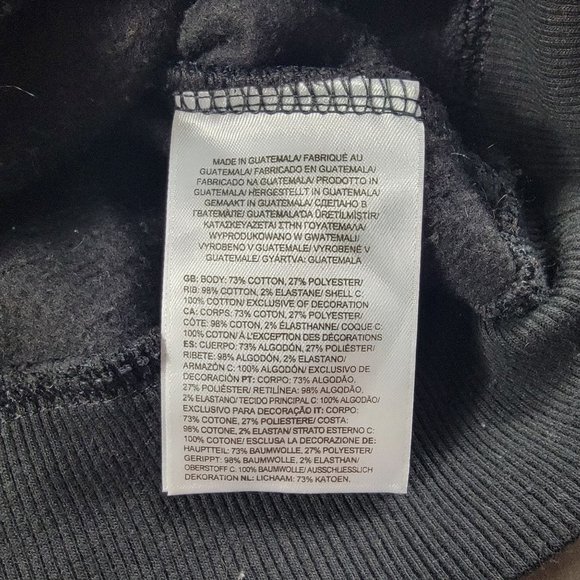 MADE IN GUATEMALA/ FABRIQUÉ AU
GUATEMALA/ FABRICADO EN GUATEMALA/
FABRICADO NA GUATEMALA/ PRODOTTO IN
GUATEMALA/ HERGESTELLT IN GUATEMALA/
GEMAAKT IN GUATEMALA/ СДЕЛАНО В
ГВАТЕМАЛЕ/ GUATEMALA'DA ÜRETİLMİŞTİR/
ΚΑΤΑΣΚΕΥΑΖΕΤΑΙ ΣΤΗΝ ΓΟΥΑΤΕΜΑΛΑ/
WYPRODUKOWANO W GWATEMALI/
VYROBENO V GUATEMALE/ VYROBENÉ V
GUATEMALE/ GYÁRTVA: GUATEMALA
GB: BODY: 73% COTTON, 27% POLYESTER/
RIB: 98% COTTON, 2% ELASTANE/ SHELL C:
100% COTTON/ EXCLUSIVE OF DECORATION
CA: CORPS: 73% COTON, 27% POLYESTER/
CÔTE: 98% COTON, 2% ÉLASTHANNE/ COQUE C:
100% COTON/ À L'EXCEPTION DES DÉCORATIONS
ES: CUERPO: 73% ALGODÓN, 27% POLIÉSTER/
RIBETE: 98% ALGODÓN, 2% ELASTANO/
ARMAZÓN C: 100% ALGODÓN/ EXCLUSIVO DE
DECORACIÓN PT: CORPO: 73% ALGODÃO,
27% POLIÉSTER/ RETILÍNEA: 98% ALGODÃO,
2% ELASTANO/ TECIDO PRINCIPAL C: 100% ALGODÃO/
EXCLUSIVO PARA DECORAÇÃO IT: CORPO:
73% COTONE, 27% POLIESTERE/ COSTA:
98% COTONE, 2% ELASTAN/ STRATO ESTERNO C:
100% COTONE/ ESCLUSA LA DECORAZIONE DE:
HAUPTTEIL: 73% BAUMWOLLE, 27% POLYESTER/
GERIPPT: 98% BAUMWOLLE, 2% ELASTHAN/
OBERSTOFF C: 100% BAUMWOLLE/ AUSSCHLIESSLICH
DEKORATION NL: LICHAAM: 73% KATOEN,